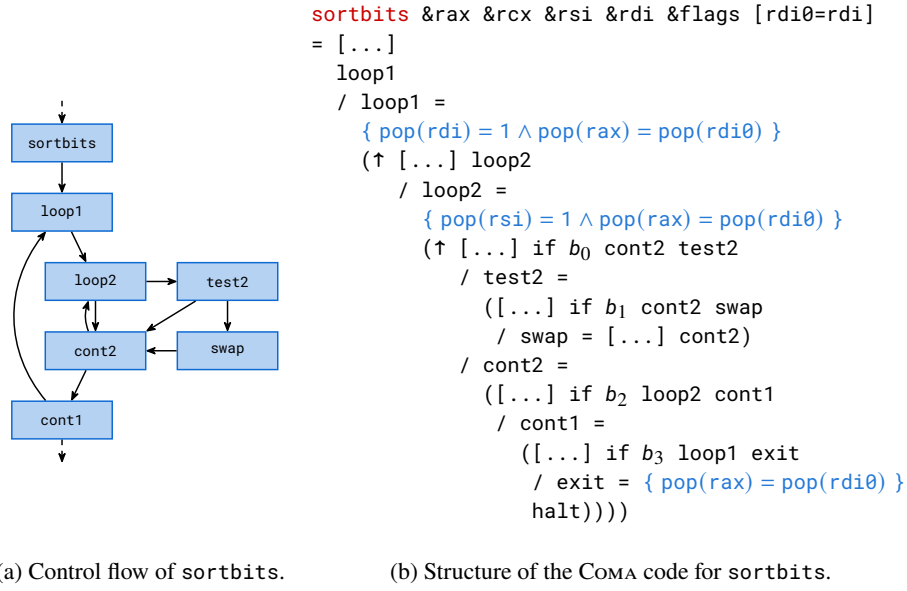 sortbits
loop1
loop2
test2
cont2
swap
cont1
(a) Control flow of sortbits.
sortbits &rax &rcx &rsi &rdi &flags [rdi0=rdi]
= [...]
loop1
/ loop1 =
{ pop(rdi) = 1 ∧ pop(rax) = pop(rdi0) }
(↑ [...] loop2
/ loop2 =
{ pop(rsi) = 1 ∧ pop(rax) = pop(rdi0) }
(↑ [...] if b₀ cont2 test2
/ test2 =
([...] if b₁ cont2 swap
/ swap = [...] cont2)
/ cont2 =
([...] if b₂ loop2 cont1
/ cont1 =
([...] if b₃ loop1 exit
/ exit = { pop(rax) = pop(rdi0) }
halt))))
(b) Structure of the Coma code for sortbits.